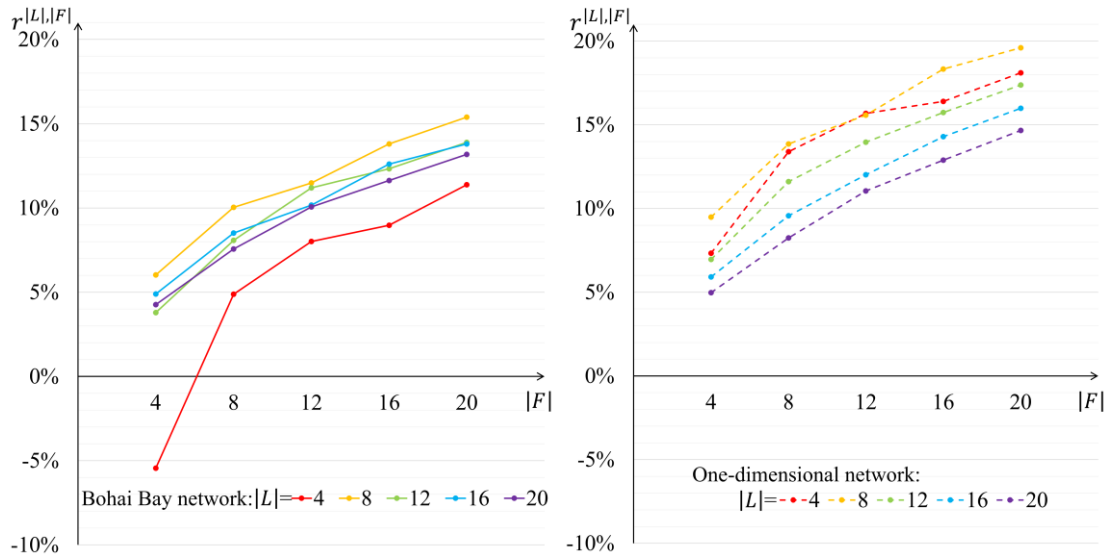 r^{|L|,|F|}
20%
15%
10%
5%
0%
-5%
-10%
4 8 12 16 20 |F|
Bohai Bay network:|L|= 4 8 12 16 20
r^{|L|,|F|}
20%
15%
10%
5%
0%
-5%
-10%
4 8 12 16 20 |F|
One-dimensional network:
|L|= 4 8 12 16 20